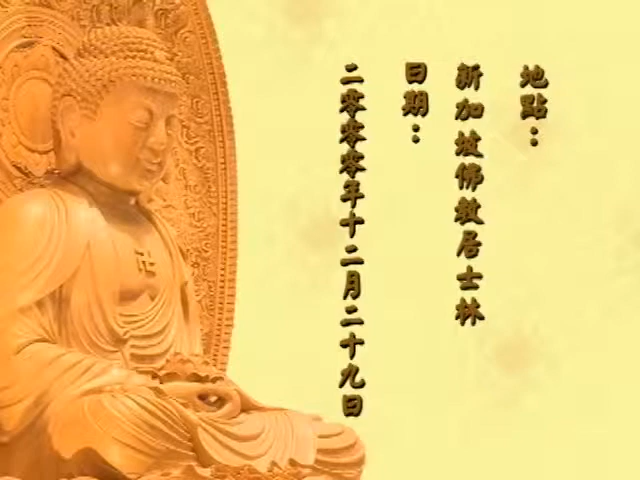 地點：
新加坡佛教居士林
日期：
二零零零年十二月二十九日